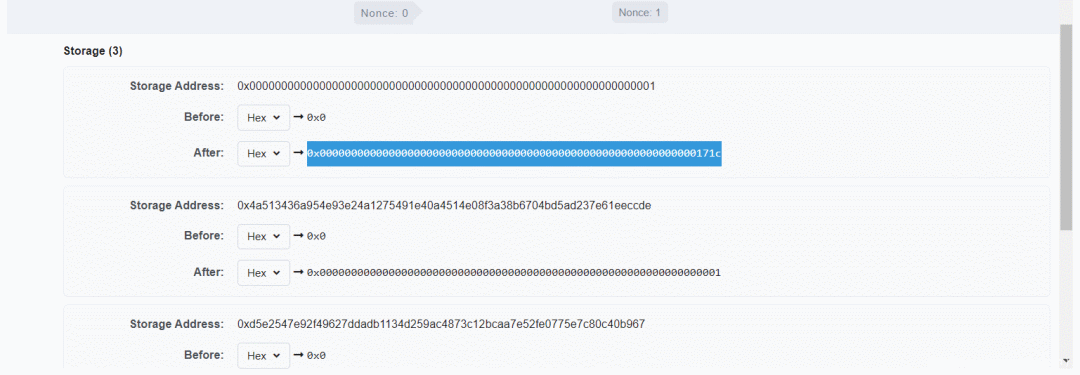 Nonce: 0 Nonce: 1
Storage (3)
Storage Address: 0x0000000000000000000000000000000000000000000000000000000000000001
Before: Hex ➞ 0x0
After: Hex ➞ 0x000000000000000000000000000000000000000000000000000000000000171c
Storage Address: 0x4a513436a954e93e24a1275491e40a4514e08f3a38b6704bd5ad237e61eeccde
Before: Hex ➞ 0x0
After: Hex ➞ 0x0000000000000000000000000000000000000000000000000000000000000001
Storage Address: 0xd5e2547e92f49627ddadb1134d259ac4873c12bcaa7e52fe0775e7c80c40b967
Before: Hex ➞ 0x0